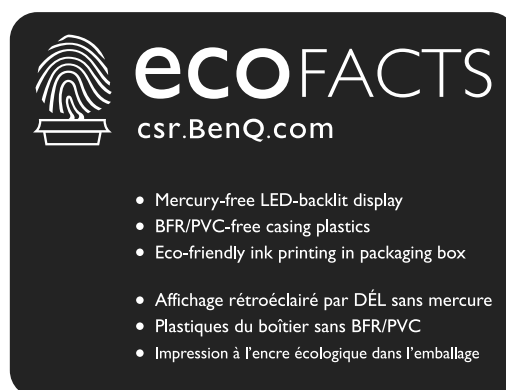 ecoFACTS
csr.BenQ.com
• Mercury-free LED-backlit display
• BFR/PVC-free casing plastics
• Eco-friendly ink printing in packaging box
• Affichage rétroéclairé par DÉL sans mercure
• Plastiques du boîtier sans BFR/PVC
• Impression à l'encre écologique dans l'emballage